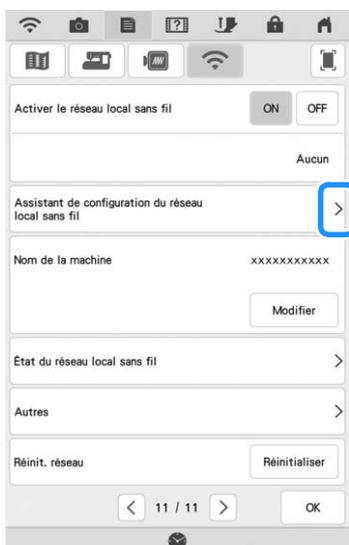 Activer le réseau local sans fil
ON
OFF
Aucun
Assistant de configuration du réseau
local sans fil
Nom de la machine
xxxxxxxxxxx
Modifier
État du réseau local sans fil
Autres
Réinit. réseau
Réinitialiser
11 / 11
OK